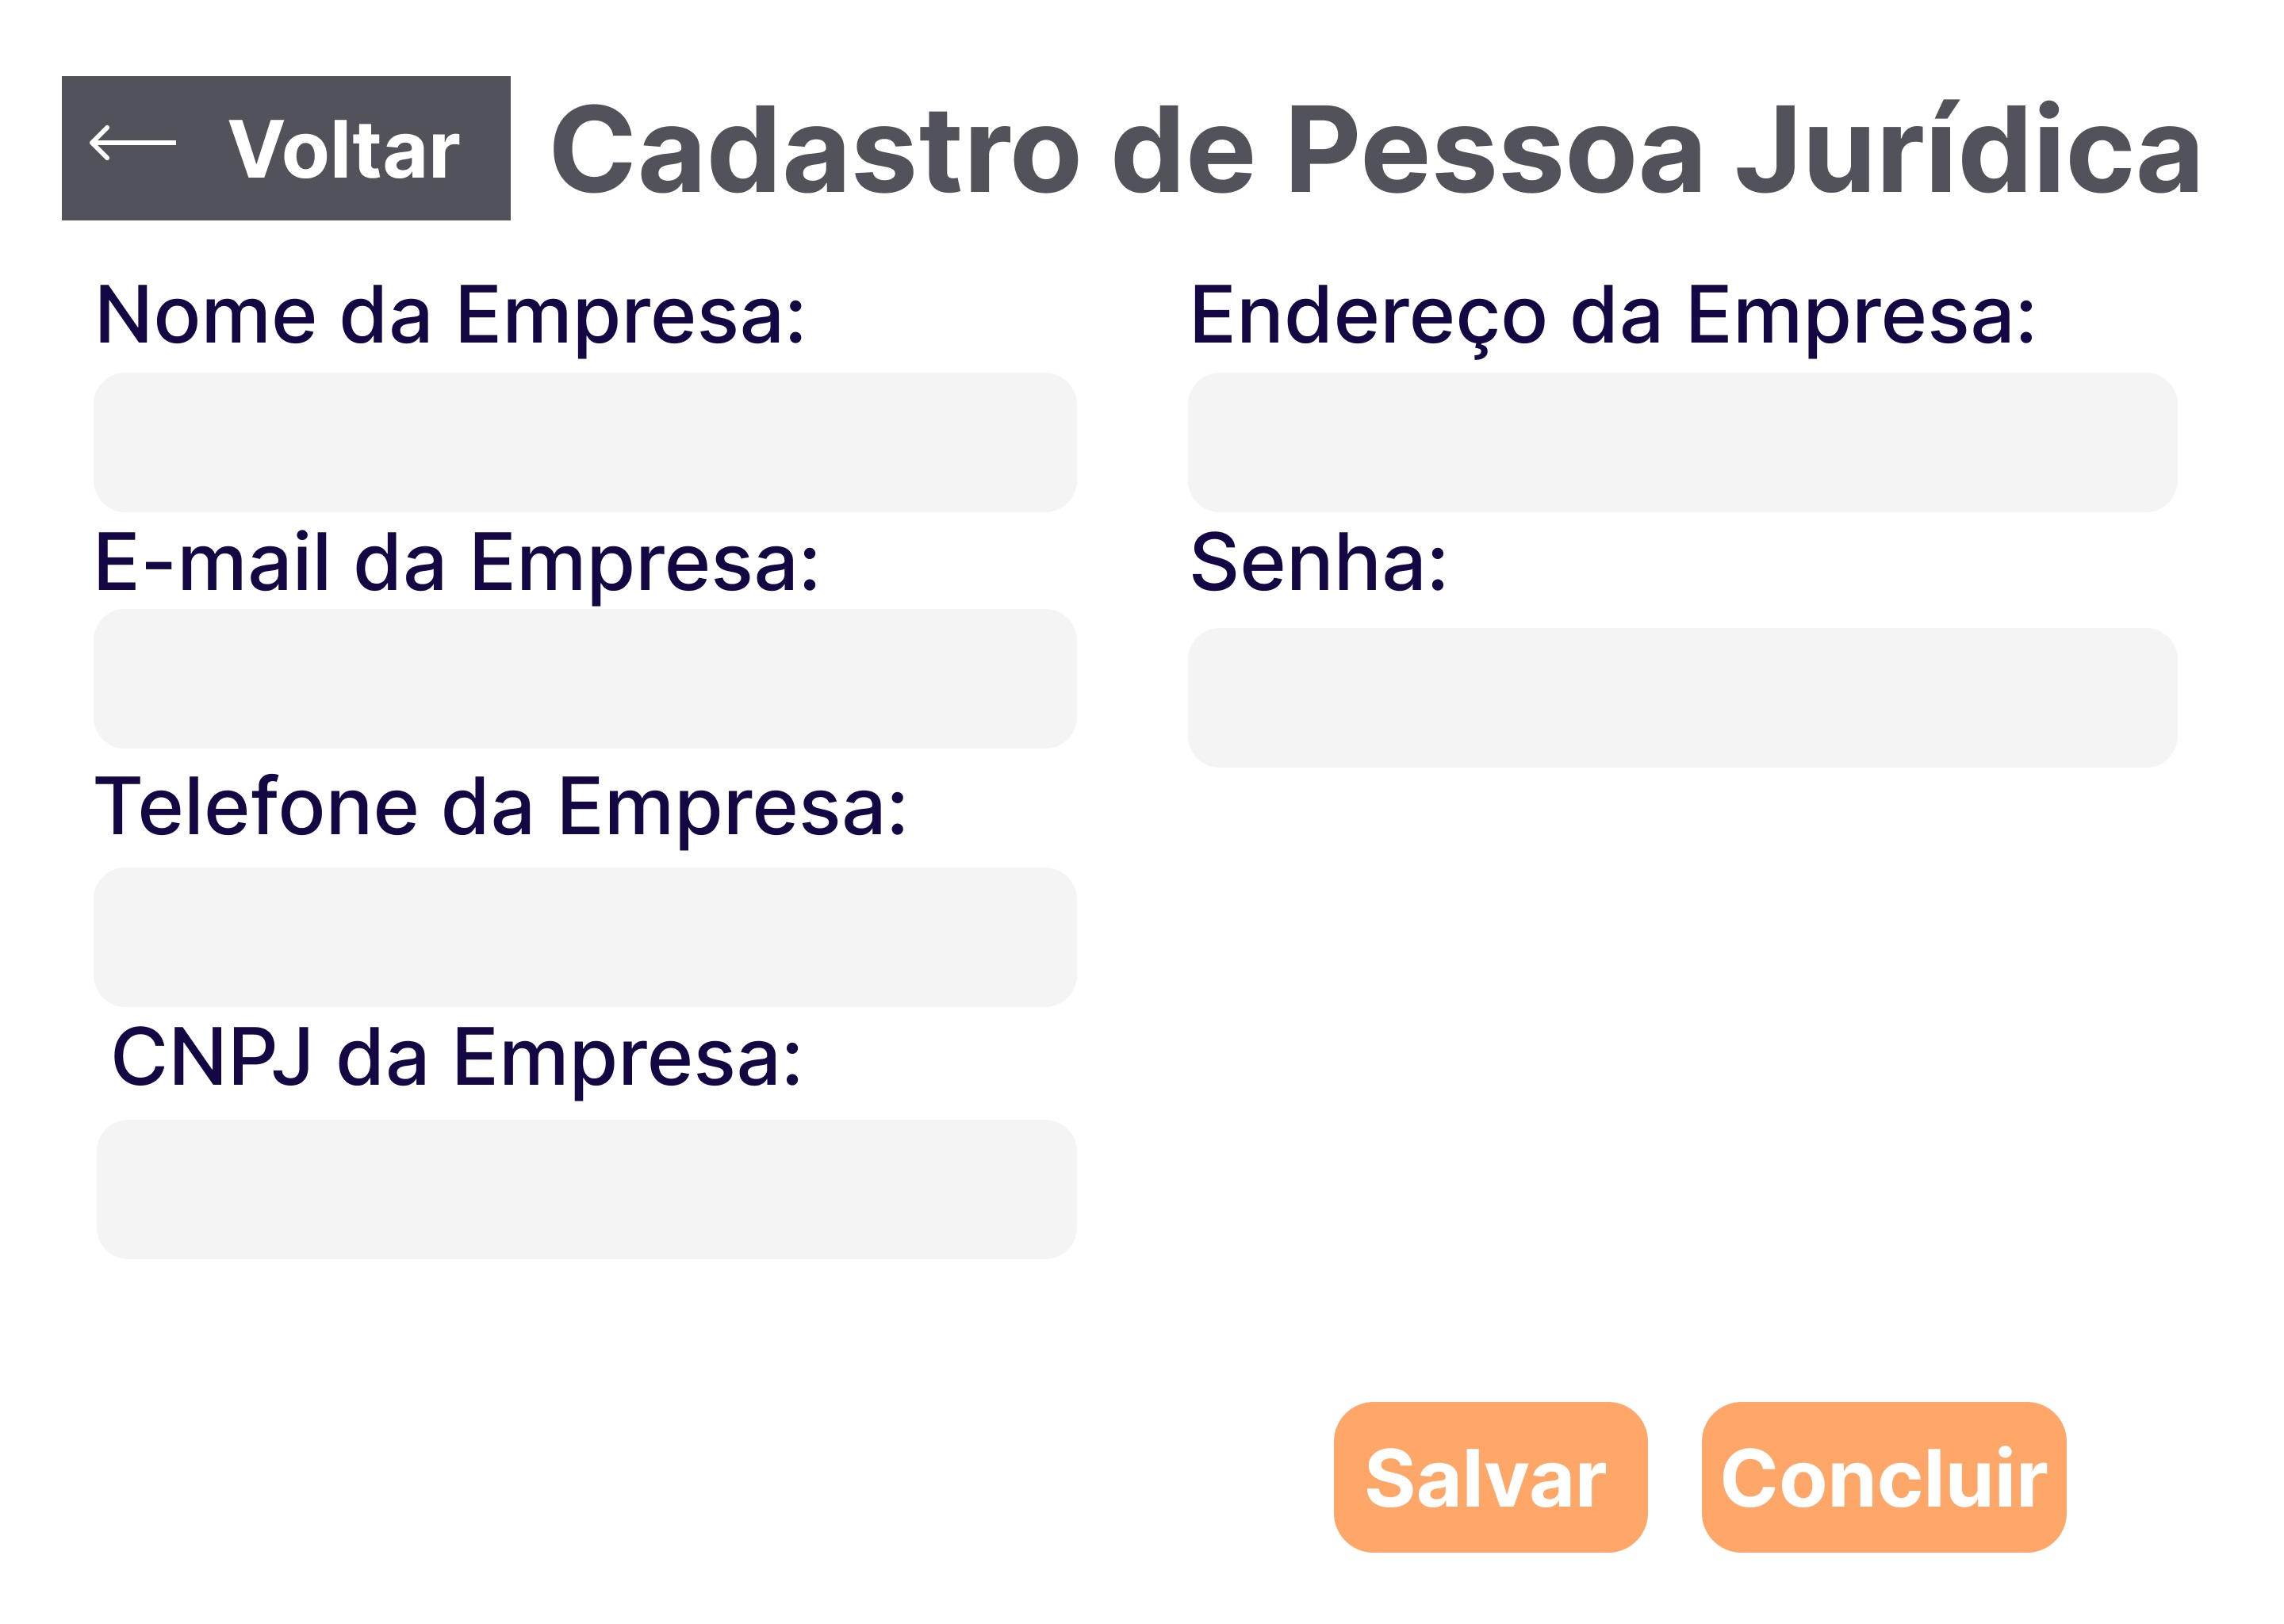 Voltar
Cadastro de Pessoa Jurídica
Nome da Empresa:
Endereço da Empresa:
E-mail da Empresa:
Senha:
Telefone da Empresa:
CNPJ da Empresa:
Salvar
Concluir